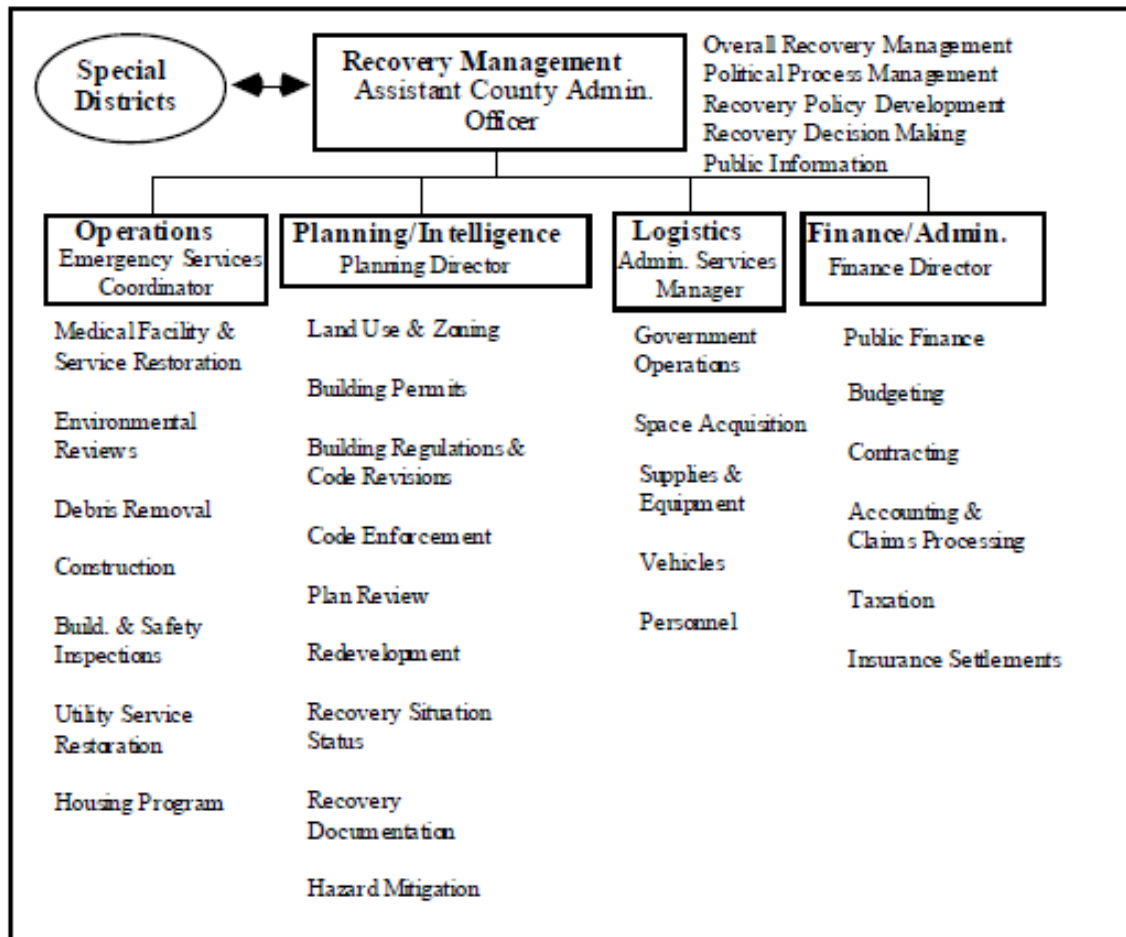 Special
Districts
Recovery Management
Assistant County Admin.
Officer
Overall Recovery Management
Political Process Management
Recovery Policy Development
Recovery Decision Making
Public Information
Operations
Emergency Services
Coordinator
Planning/Intelligence
Planning Director
Logistics
Admin. Services
Manager
Finance/Admin.
Finance Director
Medical Facility &
Service Restoration
Environmental
Reviews
Debris Removal
Construction
Build. & Safety
Inspections
Utility Service
Restoration
Housing Program
Land Use & Zoning
Building Permits
Building Regulations &
Code Revisions
Code Enforcement
Plan Review
Redevelopment
Recovery Situation
Status
Recovery
Documentation
Hazard Mitigation
Government
Operations
Space Acquisition
Supplies &
Equipment
Vehicles
Personnel
Public Finance
Budgeting
Contracting
Accounting &
Claims Processing
Taxation
Insurance Settlements